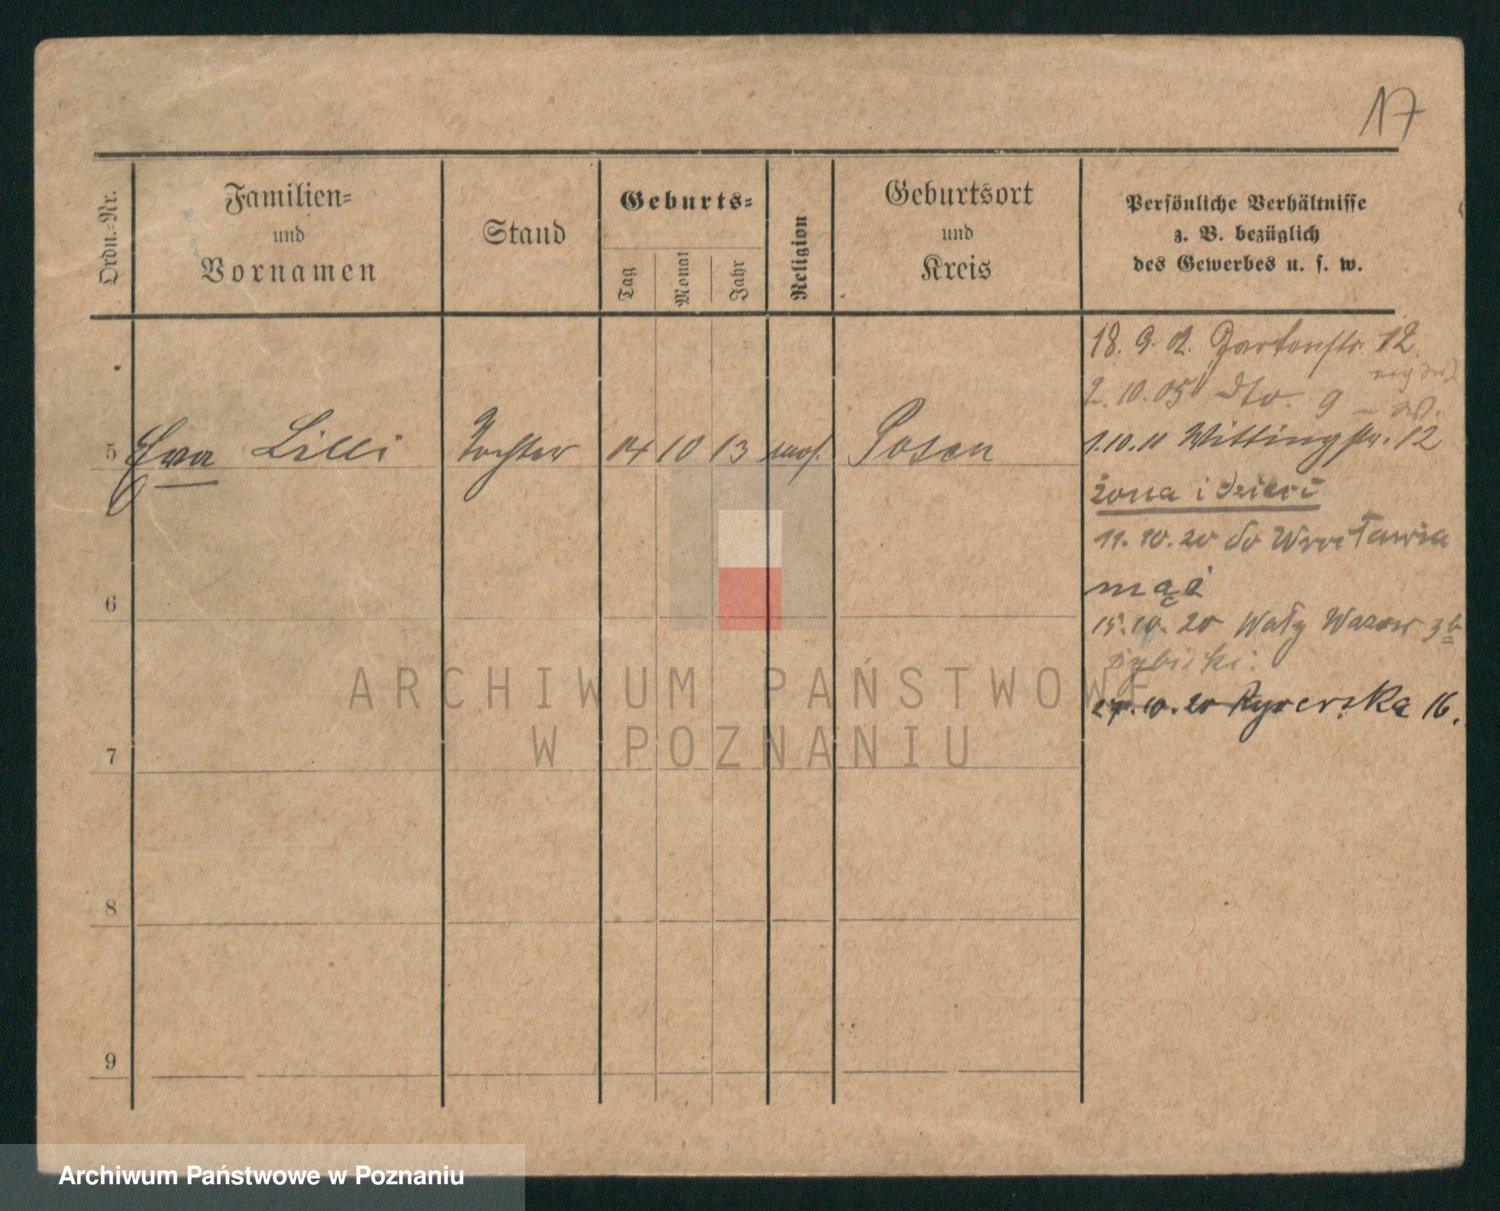 17
Ordn.-Nr.
Familien-
und
Vornamen
Stand
Geburts-
Tag
Monat
Jahr
Religion
Geburtsort
und
Kreis
Persönliche Verhältnisse
z. B. bezüglich
des Gewerbes u. s. w.
18. 9. 02. Gartenstr. 12.
2. 10. 05 dto. 9
1.10.11 Wittingstr. 12
5 Eva Lilli Tochter 14 10 13 mos. Posen
żona i dzieci
11. 10. 20 do Wrocławia
mąż
6
15. 10. 20 Wały Wazow 3b
27. 10. 20 Rycerska 16.
7
8
9
ARCHIWUM PAŃSTWOWE
W POZNANIU
Archiwum Państwowe w Poznaniu